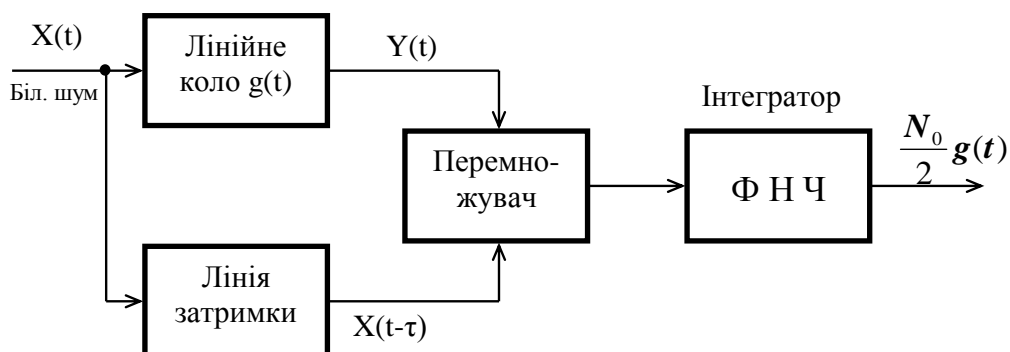 X(t)
Біл. шум
Лінійне
коло g(t)
Y(t)
Перемно-
жувач
Інтегратор
Ф Н Ч
N₀/2 g(t)
Лінія
затримки
X(t-τ)